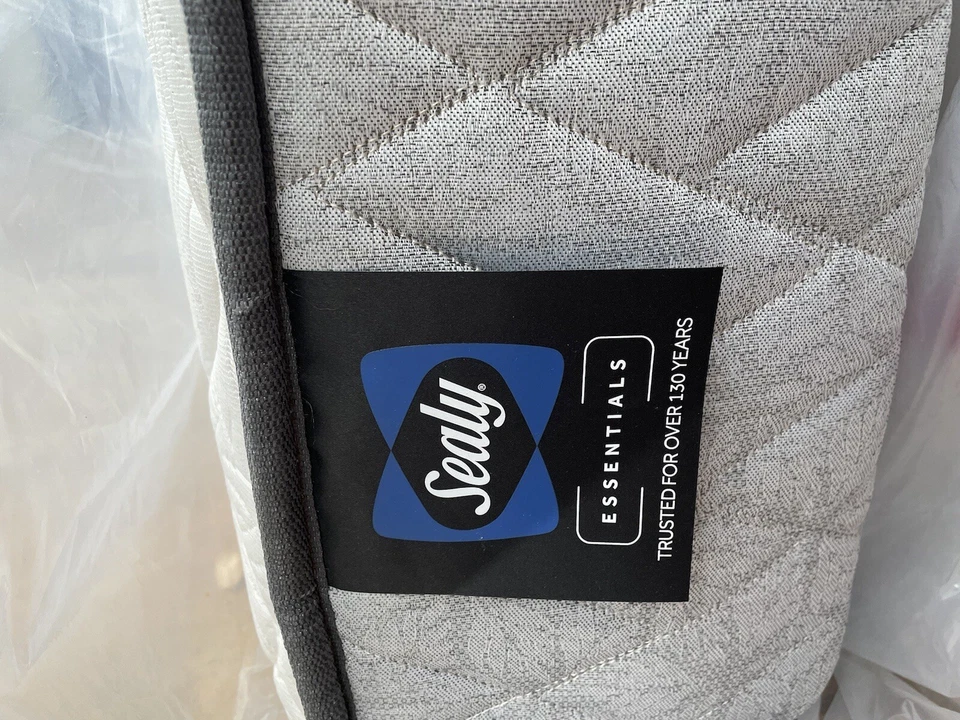 Sealy®
ESSENTIALS
TRUSTED FOR OVER 130 YEARS